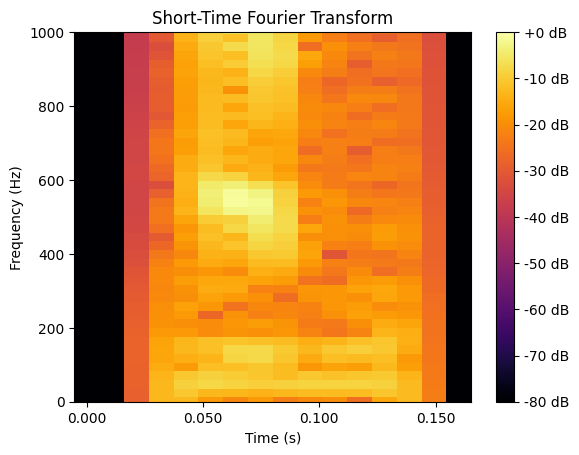 Short-Time Fourier Transform
1000
800
600
400
200
0
Frequency (Hz)
0.000
0.050
0.100
0.150
Time (s)
+0 dB
-10 dB
-20 dB
-30 dB
-40 dB
-50 dB
-60 dB
-70 dB
-80 dB